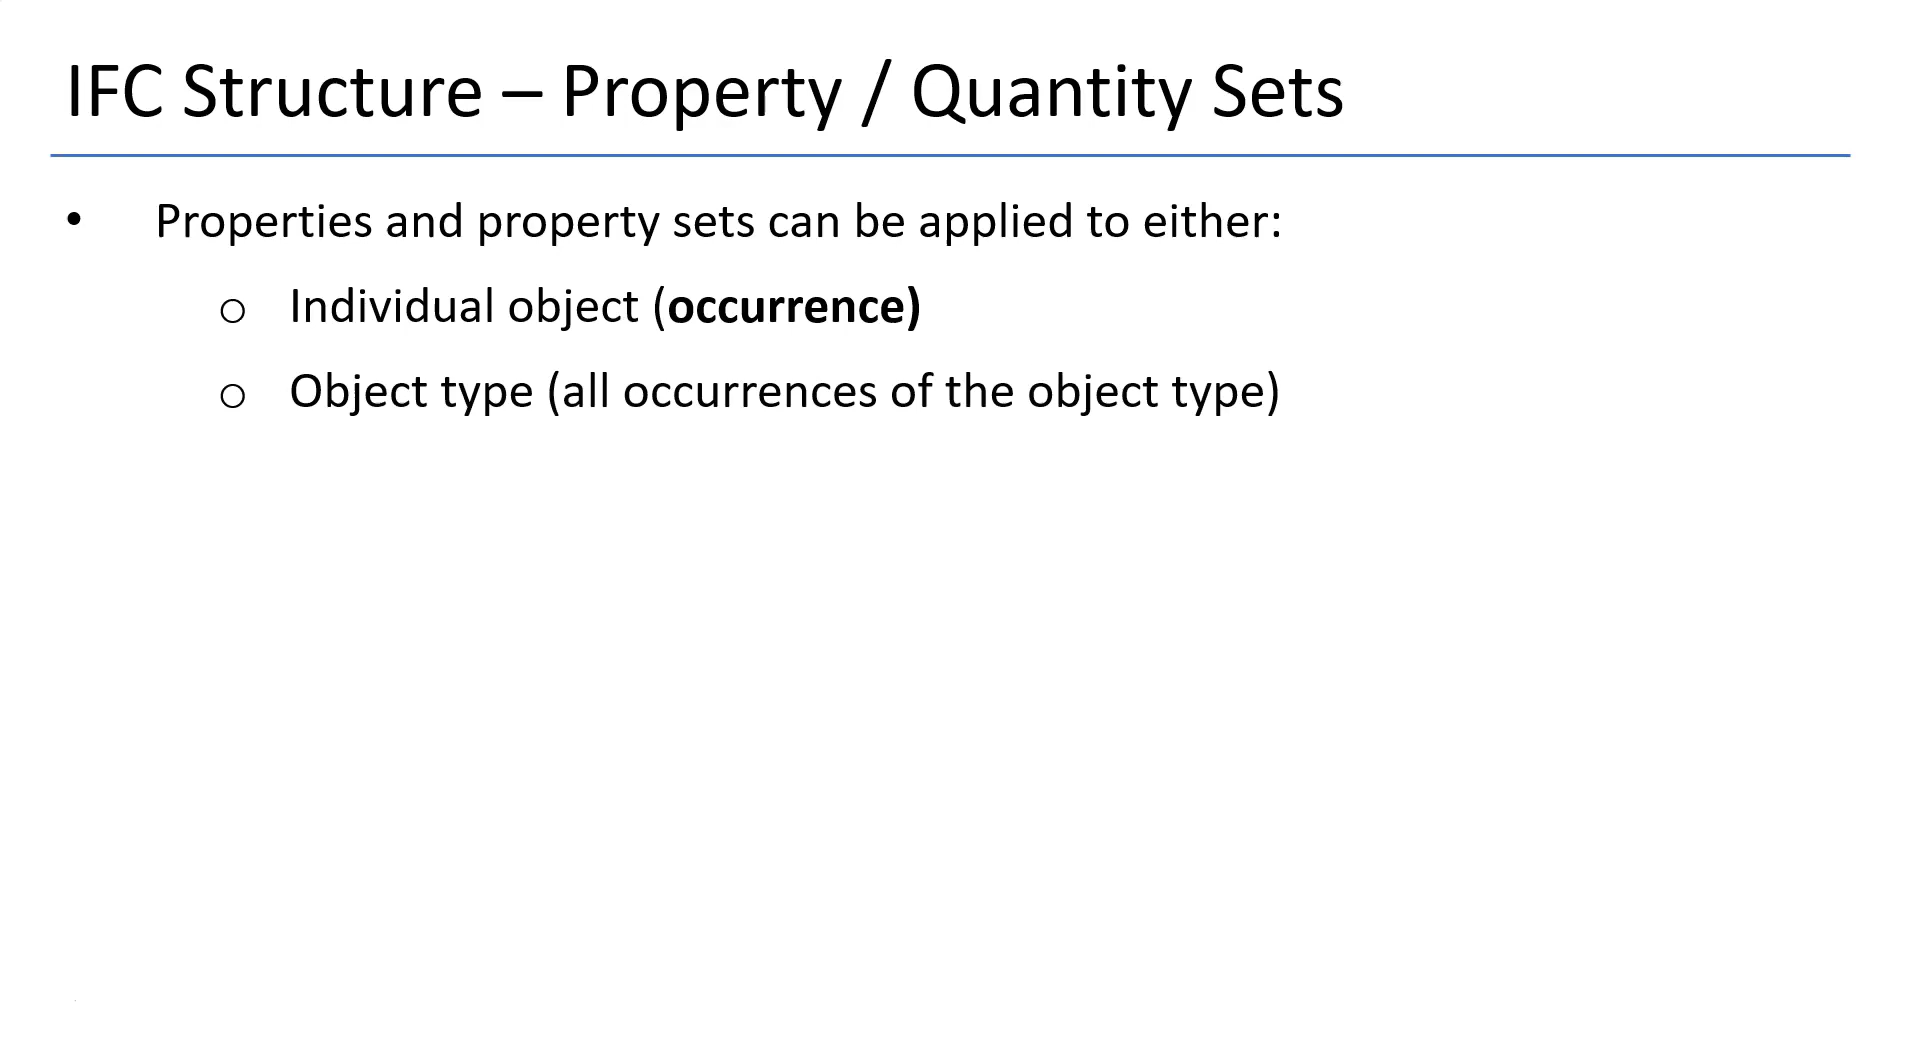 IFC Structure – Property / Quantity Sets
• Properties and property sets can be applied to either:
○ Individual object (occurrence)
○ Object type (all occurrences of the object type)